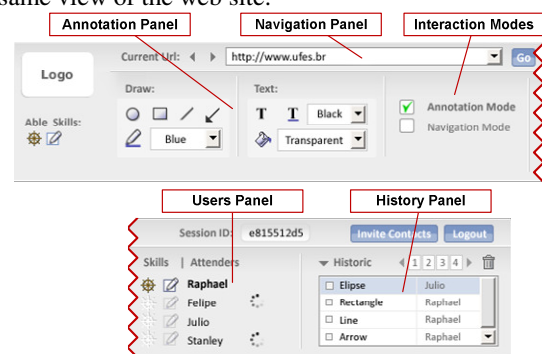 same view of the web site.
Annotation Panel
Navigation Panel
Interaction Modes
Current Url:
http://www.ufes.br
Go
Logo
Draw:
Text:
T T Black
Annotation Mode
Able Skills:
Navigation Mode
Blue
Transparent
Users Panel
History Panel
Session ID: e815512d5
Invite Contacts
Logout
Skills | Attenders
Historic
1 2 3 4
Raphael
Elipse Julio
Felipe
Rectangle Raphael
Julio
Line Raphael
Stanley
Arrow Raphael